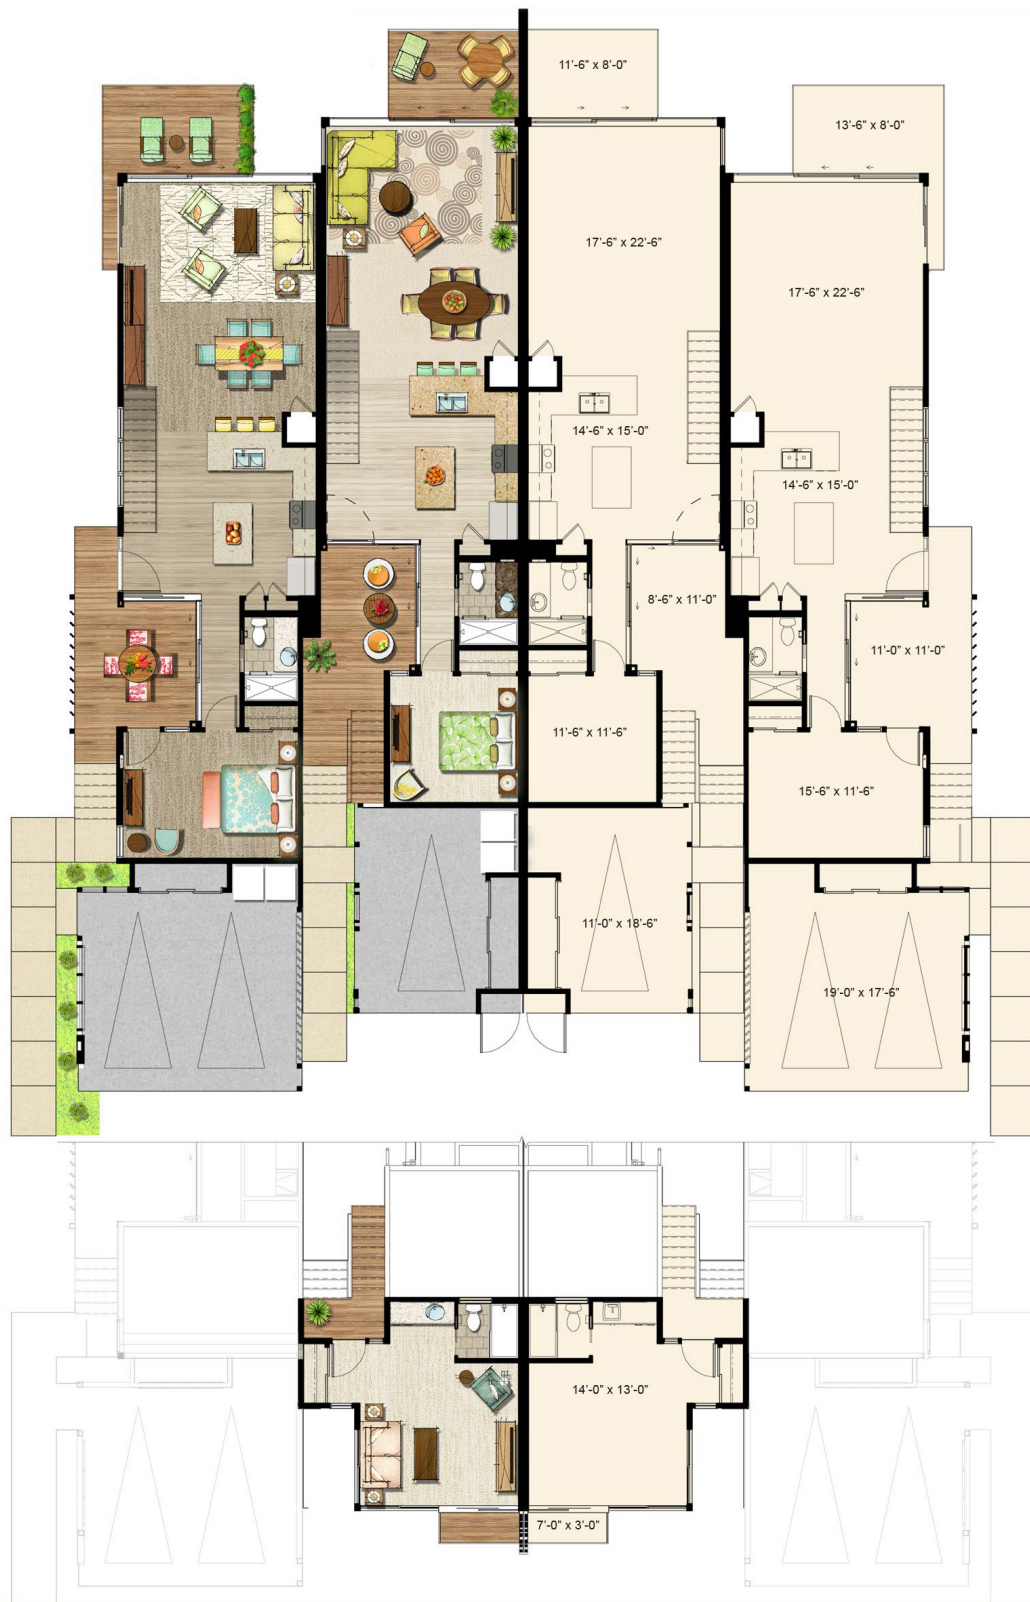 11'-6" x 8'-0"
13'-6" x 8'-0"
17'-6" x 22'-6"
17'-6" x 22'-6"
14'-6" x 15'-0"
14'-6" x 15'-0"
8'-6" x 11'-0"
11'-0" x 11'-0"
11'-6" x 11'-6"
15'-6" x 11'-6"
11'-0" x 18'-6"
19'-0" x 17'-6"
14'-0" x 13'-0"
7'-0" x 3'-0"